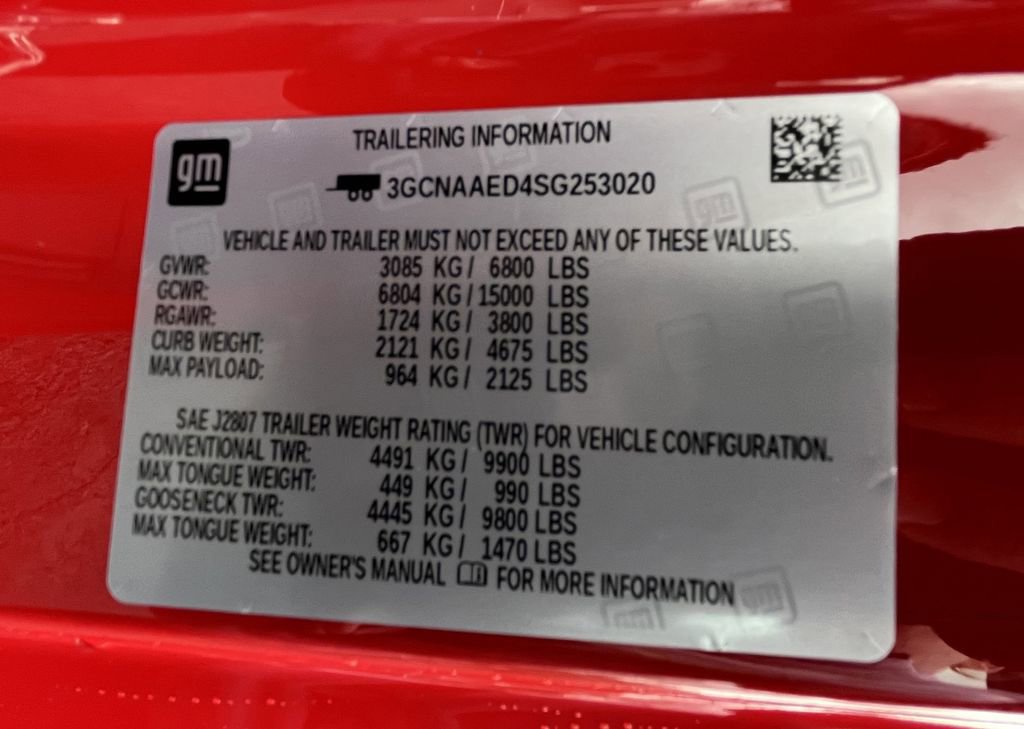 gm
TRAILERING INFORMATION
3GCNAAED4SG253020
VEHICLE AND TRAILER MUST NOT EXCEED ANY OF THESE VALUES.
GVWR: 3085 KG / 6800 LBS
GCWR: 6804 KG / 15000 LBS
RGAWR: 1724 KG / 3800 LBS
CURB WEIGHT: 2121 KG / 4675 LBS
MAX PAYLOAD: 964 KG / 2125 LBS
SAE J2807 TRAILER WEIGHT RATING (TWR) FOR VEHICLE CONFIGURATION.
CONVENTIONAL TWR: 4491 KG / 9900 LBS
MAX TONGUE WEIGHT: 449 KG / 990 LBS
GOOSENECK TWR: 4445 KG / 9800 LBS
MAX TONGUE WEIGHT: 667 KG / 1470 LBS
SEE OWNER'S MANUAL FOR MORE INFORMATION